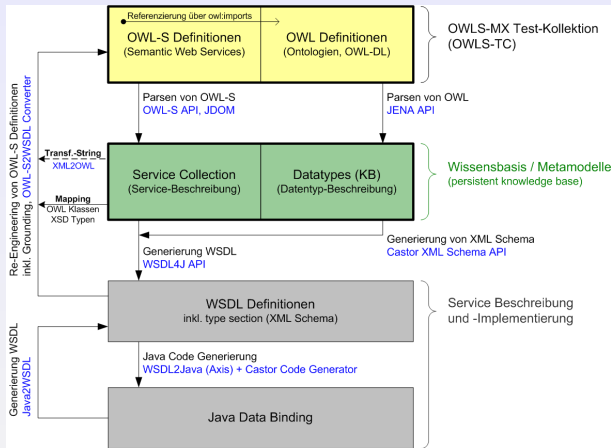 Referenzierung über owl:imports
OWL-S Definitionen
(Semantic Web Services)
OWL Definitionen
(Ontologien, OWL-DL)
OWLS-MX Test-Kollektion
(OWLS-TC)
Parsen von OWL-S
OWL-S API, JDOM
Parsen von OWL
JENA API
Transf.-String
XML2OWL
Mapping
OWL Klassen
XSD Typen
Service Collection
(Service-Beschreibung)
Datatypes (KB)
(Datentyp-Beschreibung)
Wissensbasis / Metamodelle
(persistent knowledge base)
Re-Engineering von OWL-S Definitionen
inkl. Grounding, OWL-S2WSDL Converter
Generierung WSDL
WSDL4J API
Generierung von XML Schema
Castor XML Schema API
WSDL Definitionen
inkl. type section (XML Schema)
Service Beschreibung
und -Implementierung
Generierung WSDL
Java2WSDL
Java Code Generierung
WSDL2Java (Axis) + Castor Code Generator
Java Data Binding